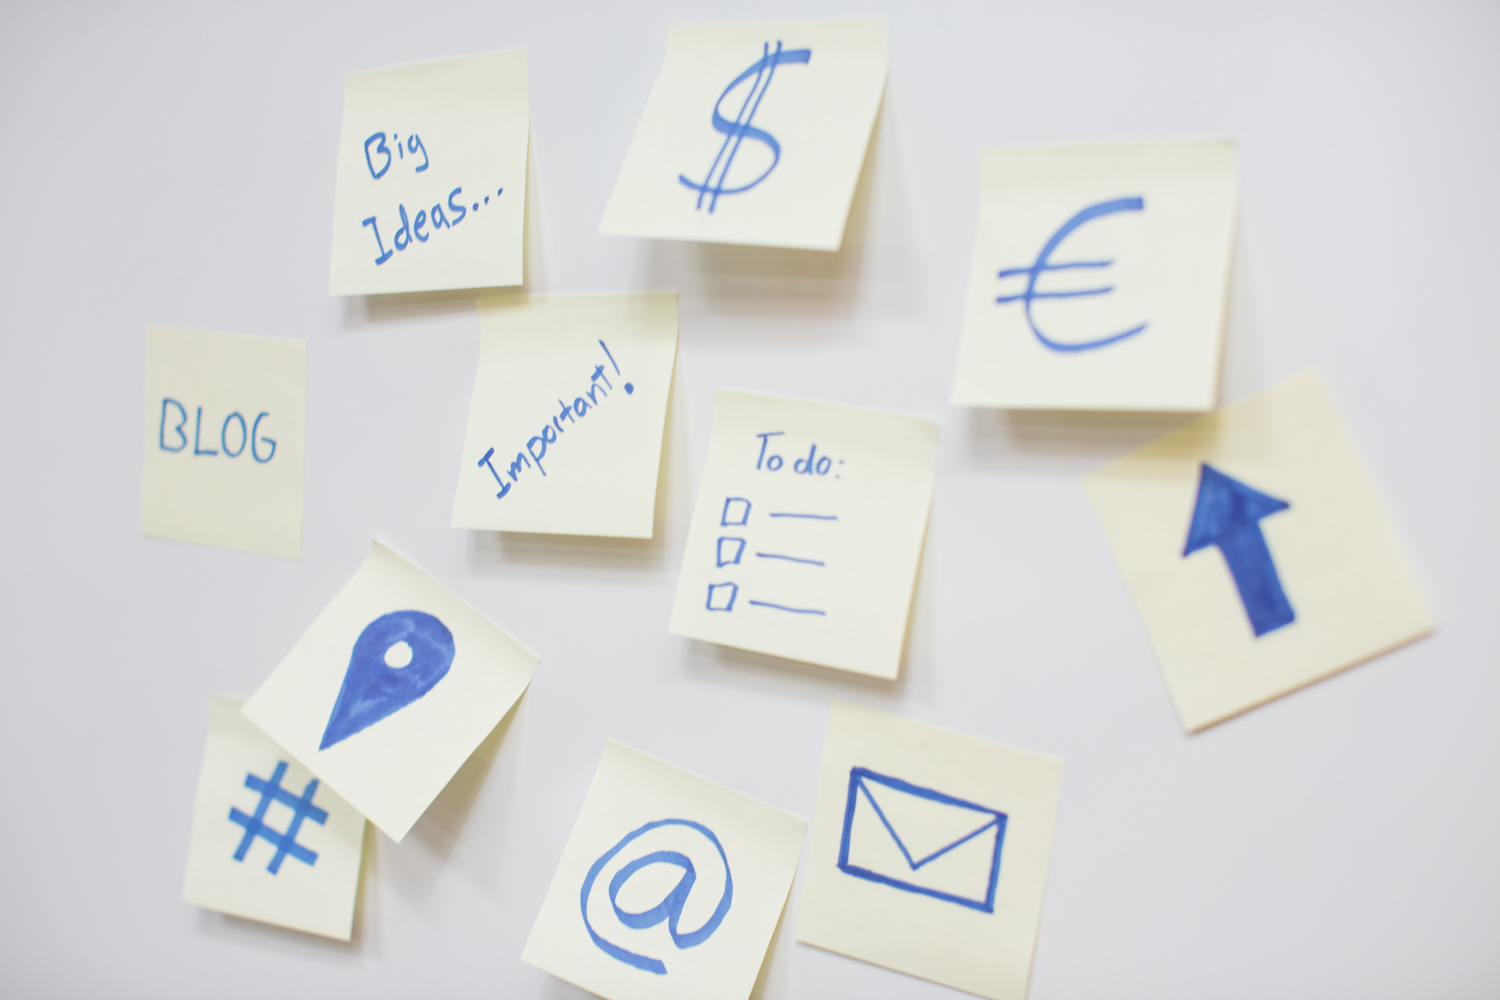 Big
Ideas...
$
€
BLOG
Important!
To do:
#
@